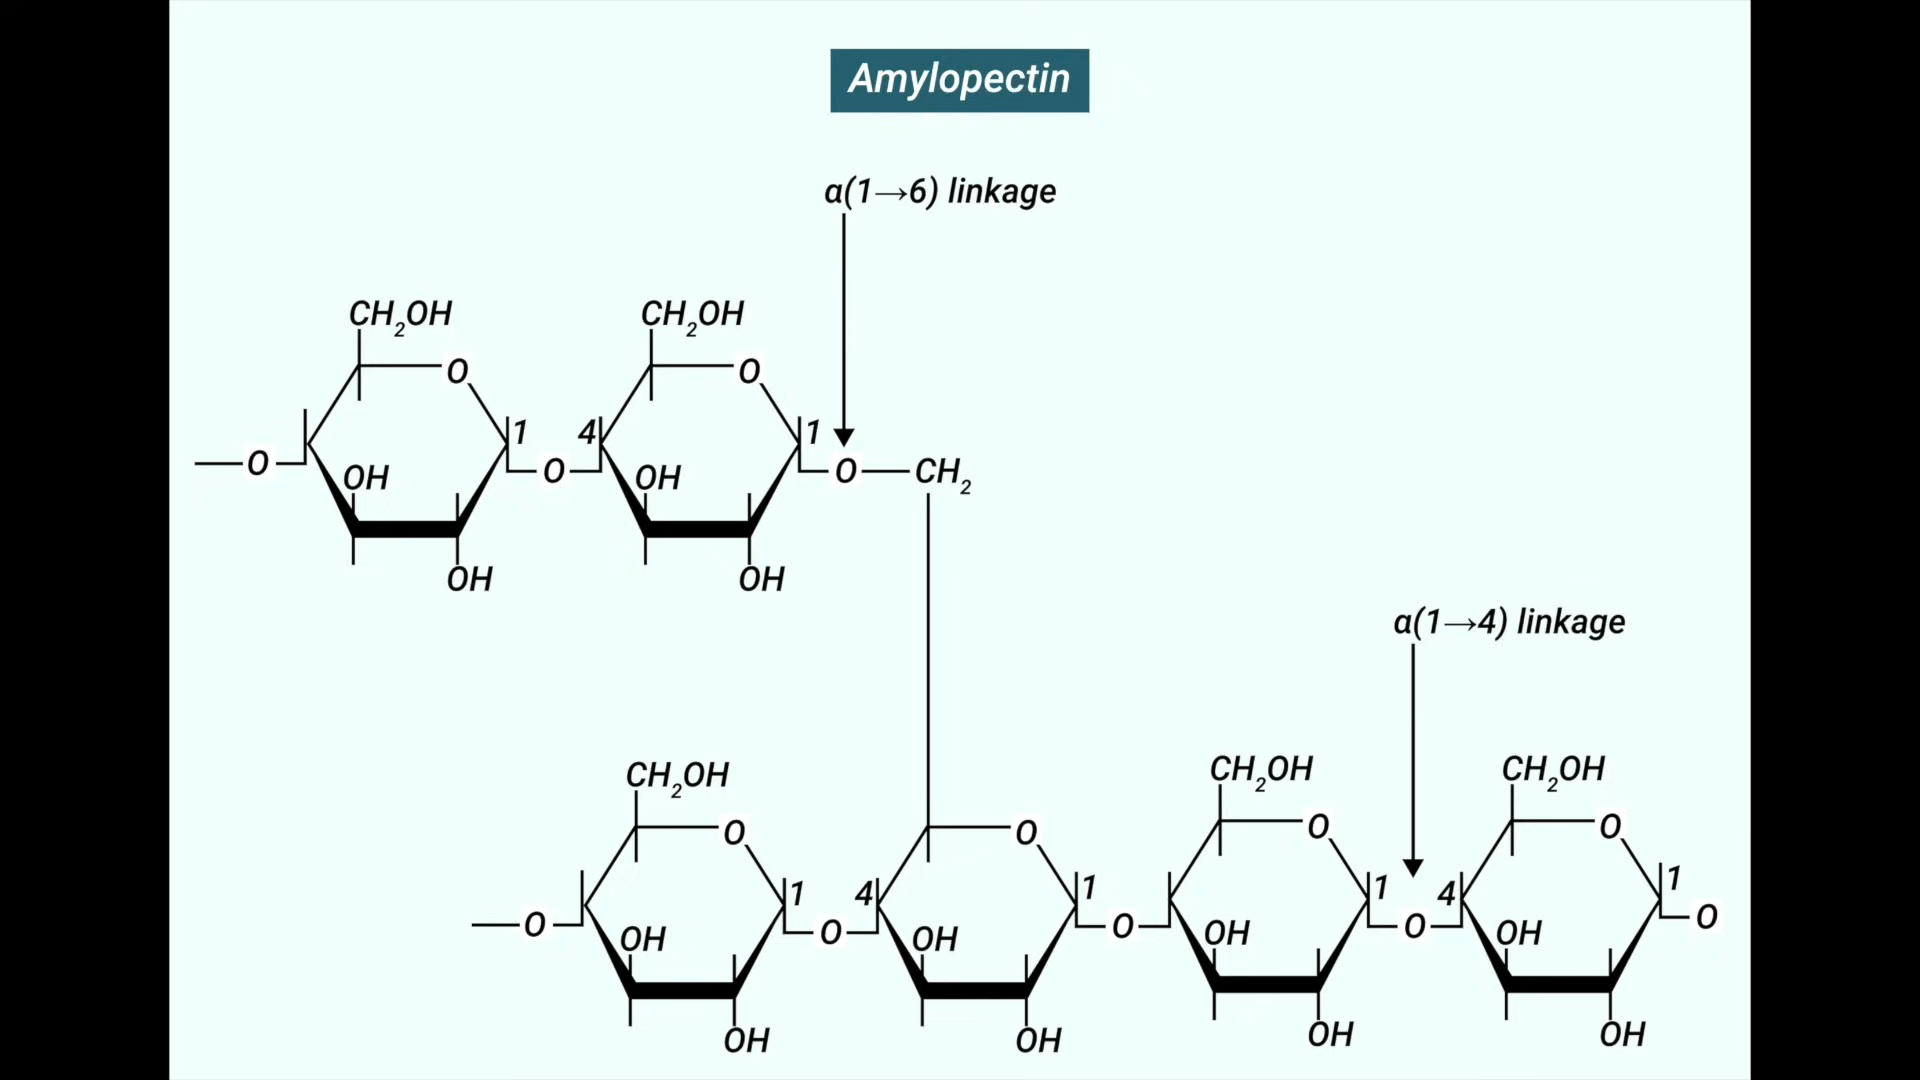 Amylopectin
α(1→6) linkage
CH₂OH CH₂OH
O O
1 4 1
O O O CH₂
OH OH
OH OH
α(1→4) linkage
CH₂OH CH₂OH CH₂OH CH₂OH
O O O O
1 4 1 1 4 1
O O O O O
OH OH OH OH
OH OH OH OH